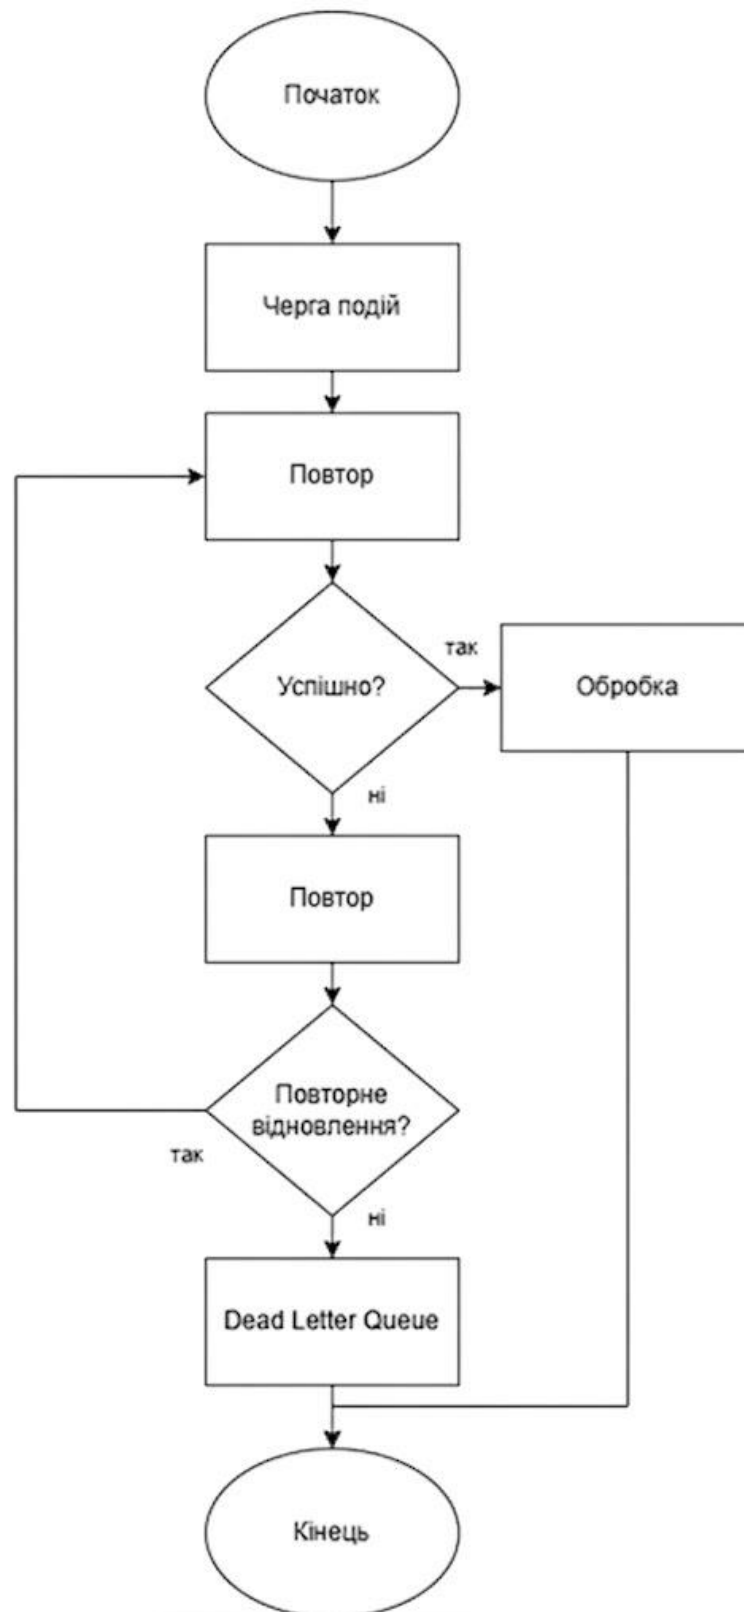 Початок
Черга подій
Повтор
Успішно?
так
Обробка
ні
Повтор
Повторне
відновлення?
так
ні
Dead Letter Queue
Кінець